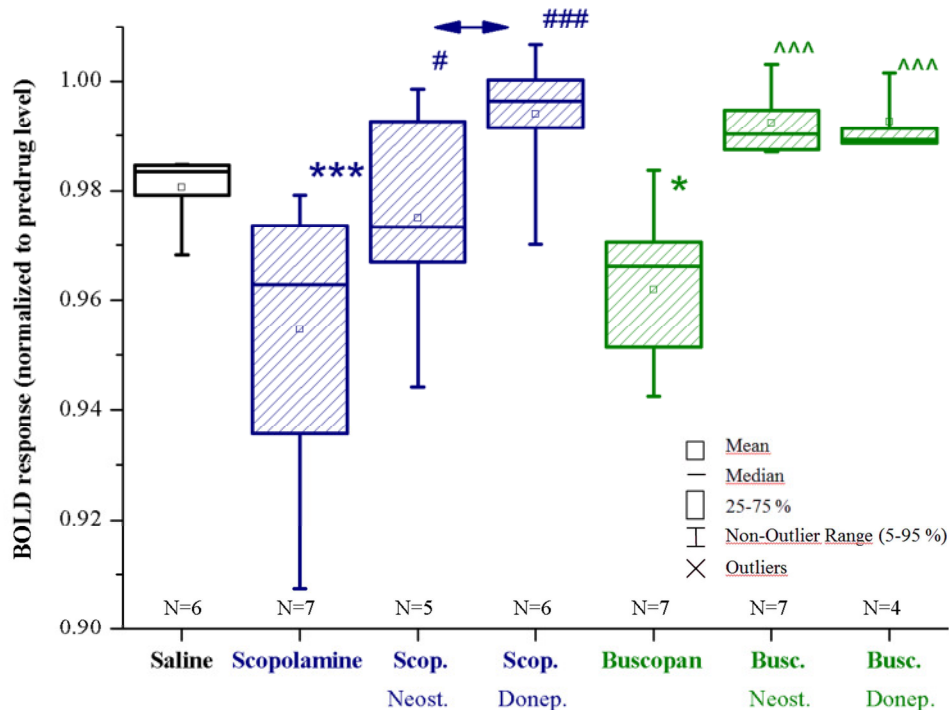 BOLD response (normalized to predrug level)
1.00
0.98
0.96
0.94
0.92
0.90
***
#
###
*
^^^
^^^
Mean
Median
25-75 %
Non-Outlier Range (5-95 %)
Outliers
N=6 N=7 N=5 N=6 N=7 N=7 N=4
Saline Scopolamine Scop. Scop. Buscopan Busc. Busc.
Neost. Donep. Neost. Donep.